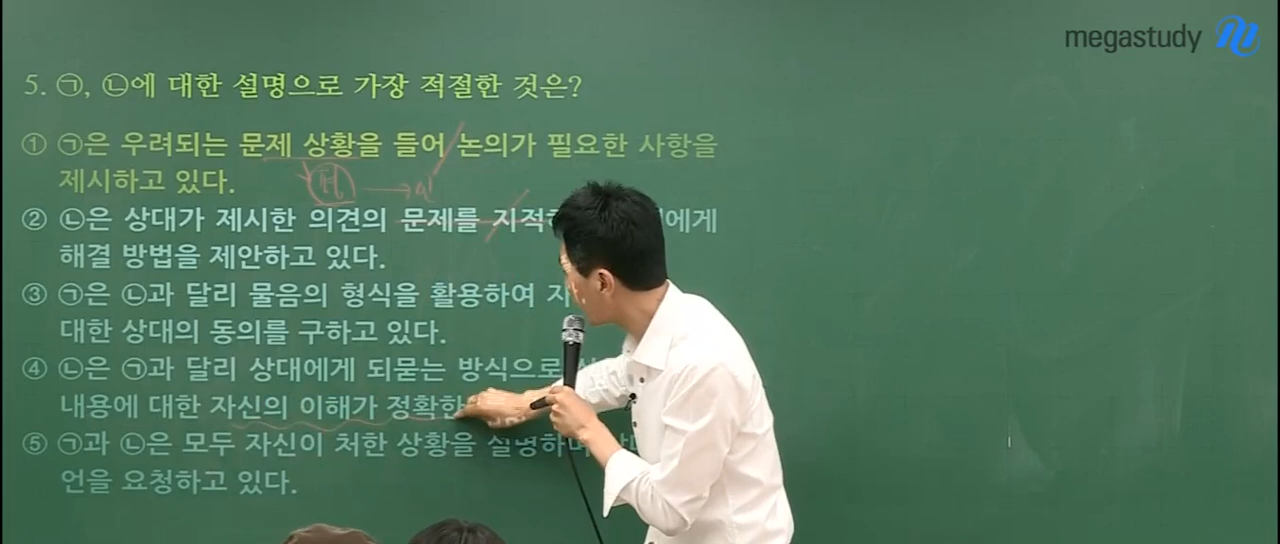 megastudy
5. ㉠, ㉡에 대한 설명으로 가장 적절한 것은?
① ㉠은 우려되는 문제 상황을 들어 논의가 필요한 사항을
제시하고 있다.
② ㉡은 상대가 제시한 의견의 문제를 에게
해결 방법을 제안하고 있다.
③ ㉠은 ㉡과 달리 물음의 형식을 활용하여
대한 상대의 동의를 구하고 있다.
④ ㉡은 ㉠과 달리 상대에게 되묻는 방식으로
내용에 대한 자신의 이해가 정확한
⑤ ㉠과 ㉡은 모두 자신이 처한 상황을
언을 요청하고 있다.